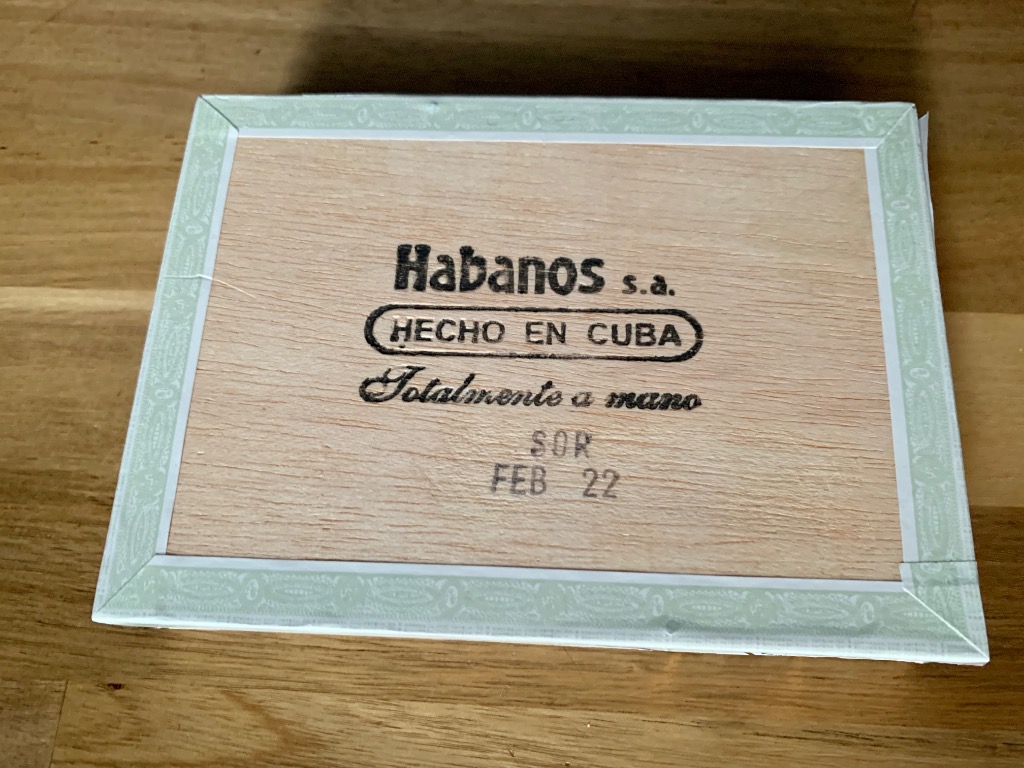 Habanos s.a.
HECHO EN CUBA
Totalmente a mano
SOR
FEB 22